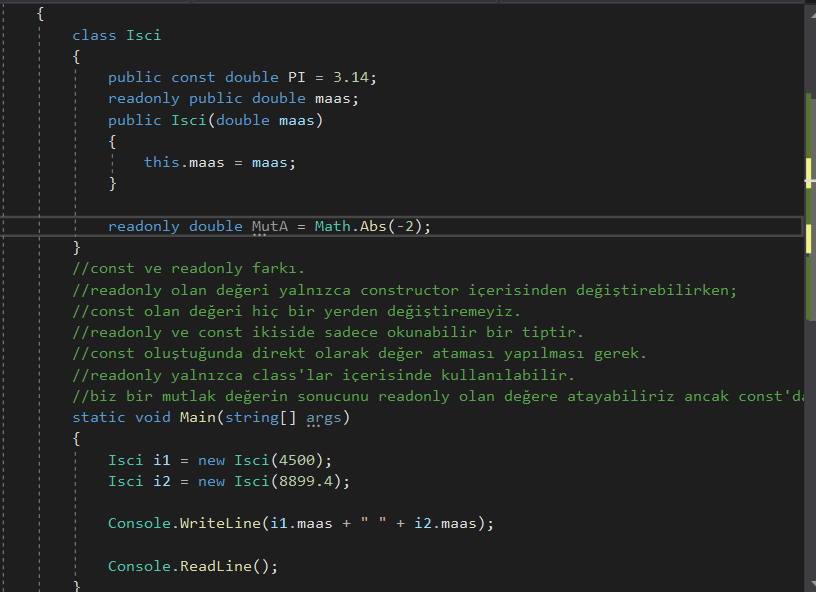 {
class Isci
{
public const double PI = 3.14;
readonly public double maas;
public Isci(double maas)
{
this.maas = maas;
}
readonly double MutA = Math.Abs(-2);
}
//const ve readonly farkı.
//readonly olan değeri yalnızca constructor içerisinden değiştirebilirken;
//const olan değeri hiç bir yerden değiştiremeyiz.
//readonly ve const ikiside sadece okunabilir bir tiptir.
//const oluştuğunda direkt olarak değer ataması yapılması gerek.
//readonly yalnızca class'lar içerisinde kullanılabilir.
//biz bir mutlak değerin sonucunu readonly olan değere atayabiliriz ancak const'da
static void Main(string[] args)
{
Isci i1 = new Isci(4500);
Isci i2 = new Isci(8899.4);
Console.WriteLine(i1.maas + " " + i2.maas);
Console.ReadLine();
}